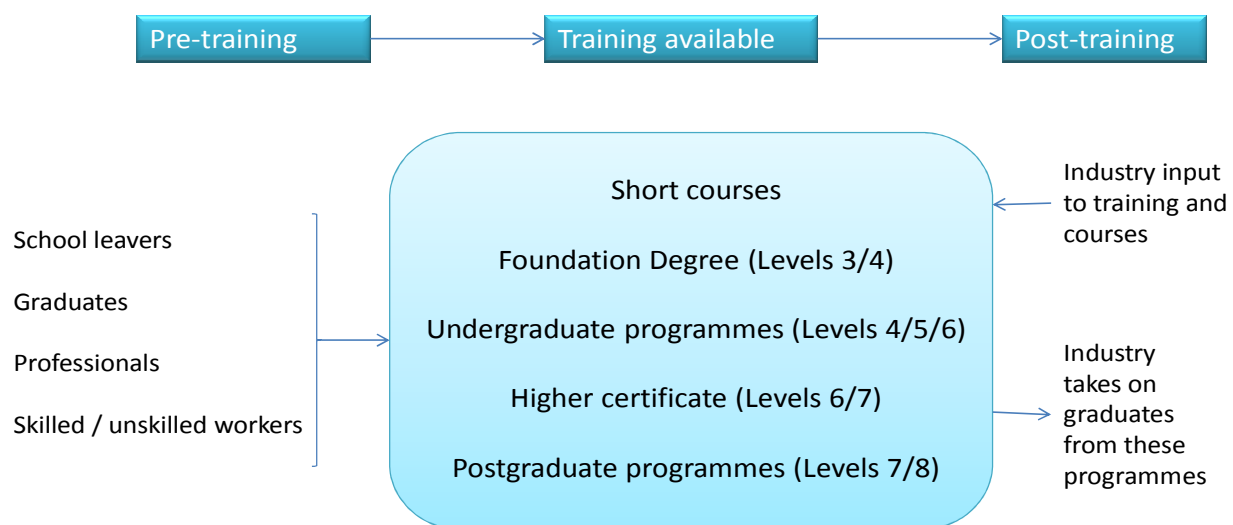 Pre-training
Training available
Post-training
School leavers
Graduates
Professionals
Skilled / unskilled workers
Short courses
Foundation Degree (Levels 3/4)
Undergraduate programmes (Levels 4/5/6)
Higher certificate (Levels 6/7)
Postgraduate programmes (Levels 7/8)
Industry input
to training and
courses
Industry
takes on
graduates
from these
programmes